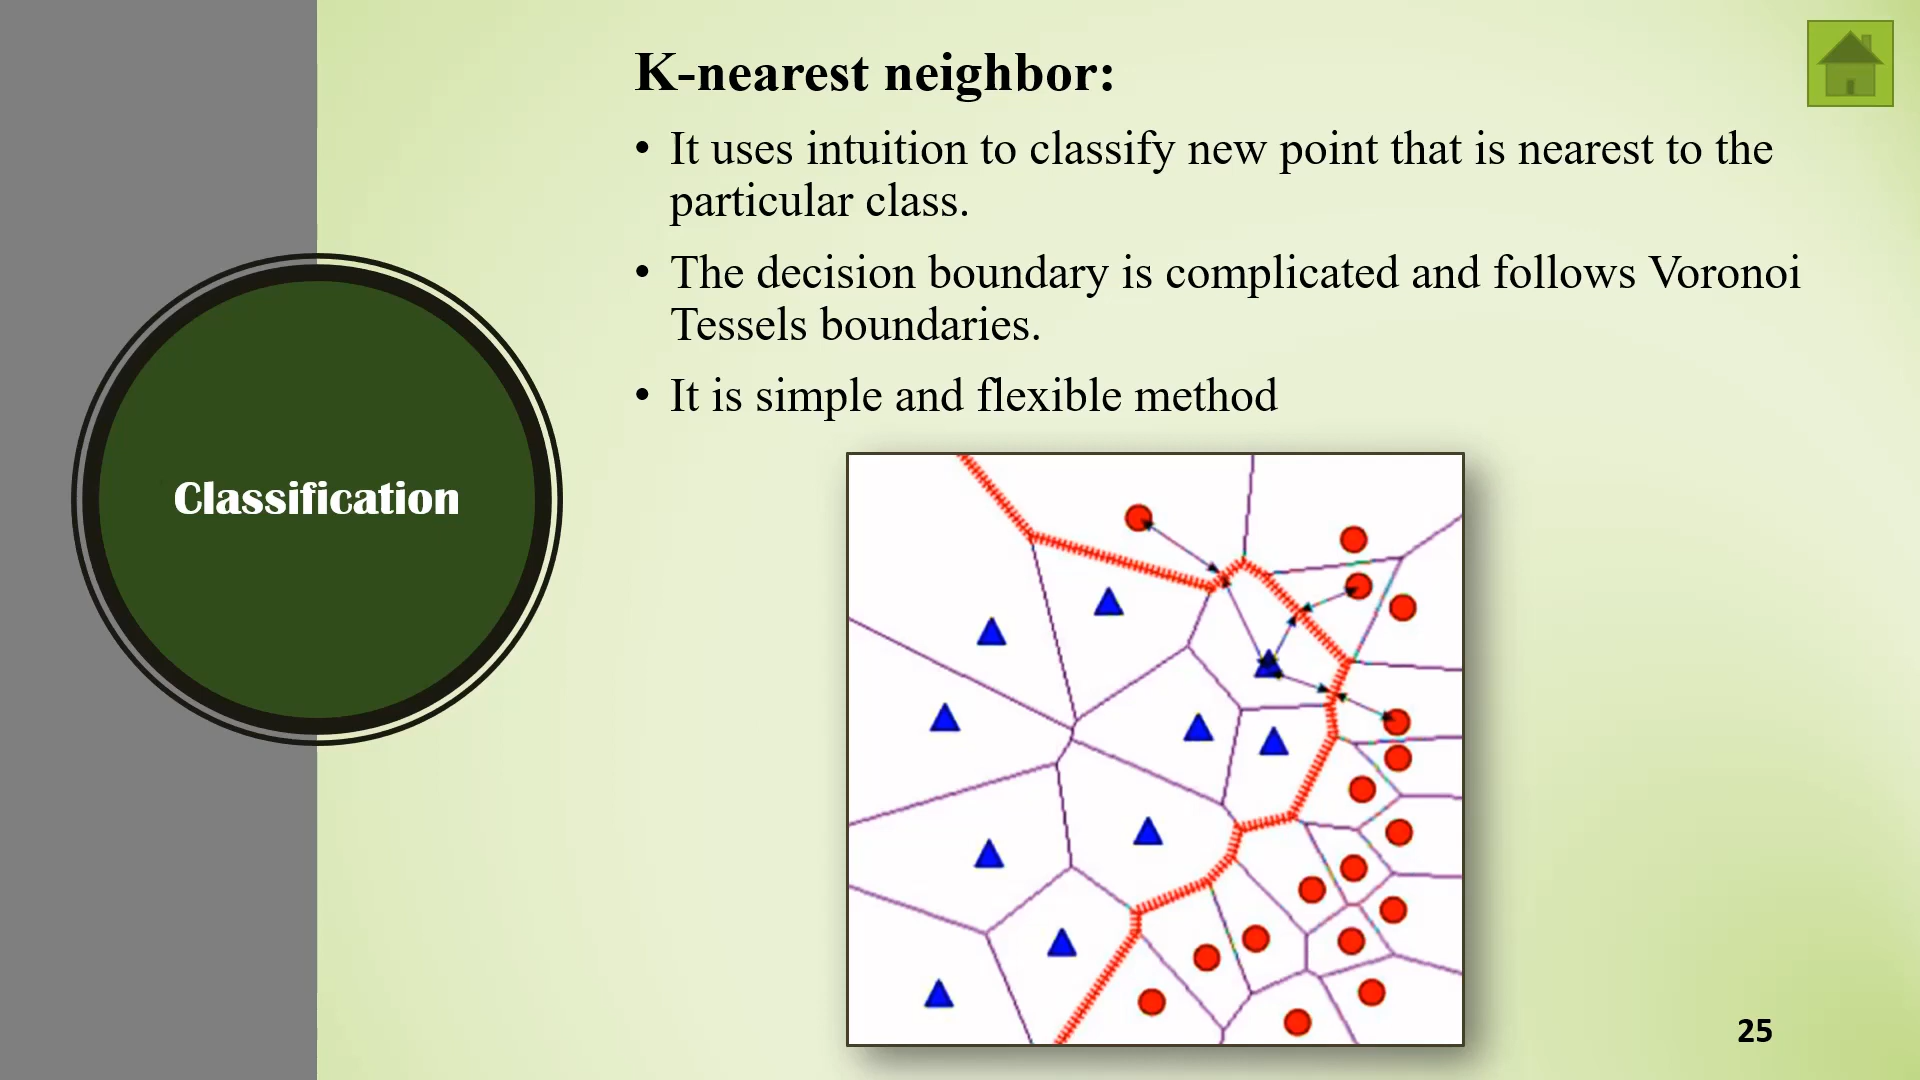 K-nearest neighbor:
• It uses intuition to classify new point that is nearest to the
particular class.
• The decision boundary is complicated and follows Voronoi
Tessels boundaries.
• It is simple and flexible method
Classification
25